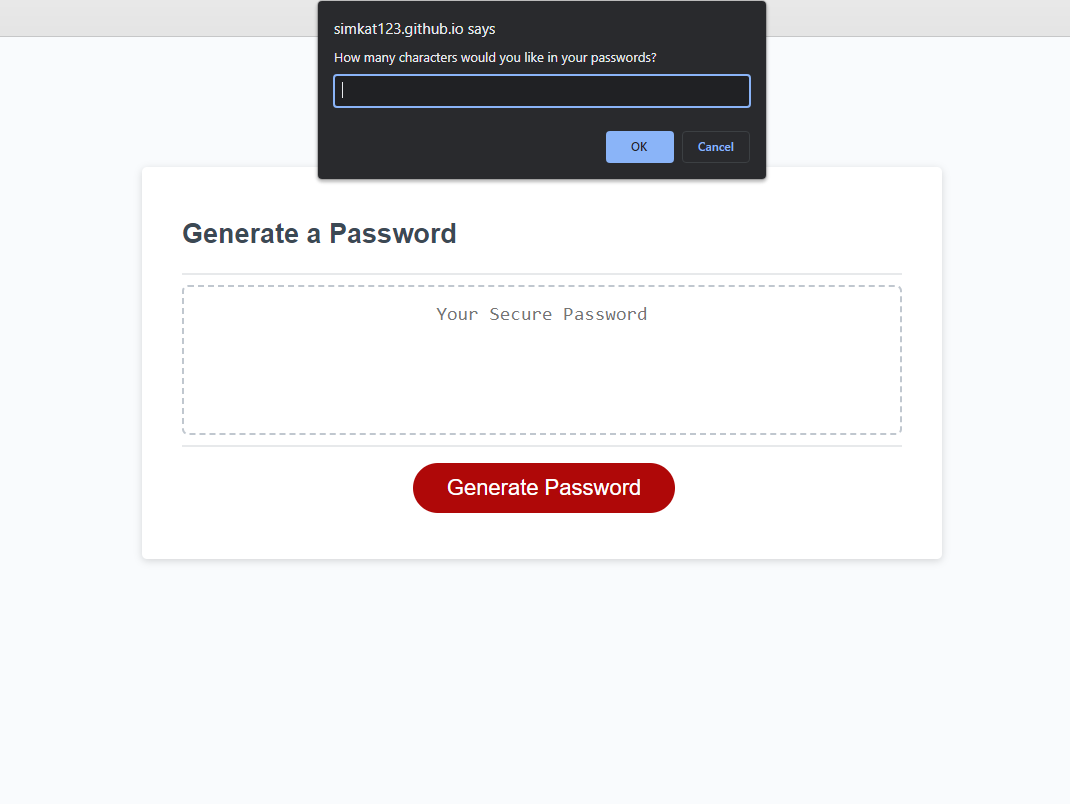 simkat123.github.io says
How many characters would you like in your passwords?
OK Cancel
Generate a Password
Your Secure Password
Generate Password